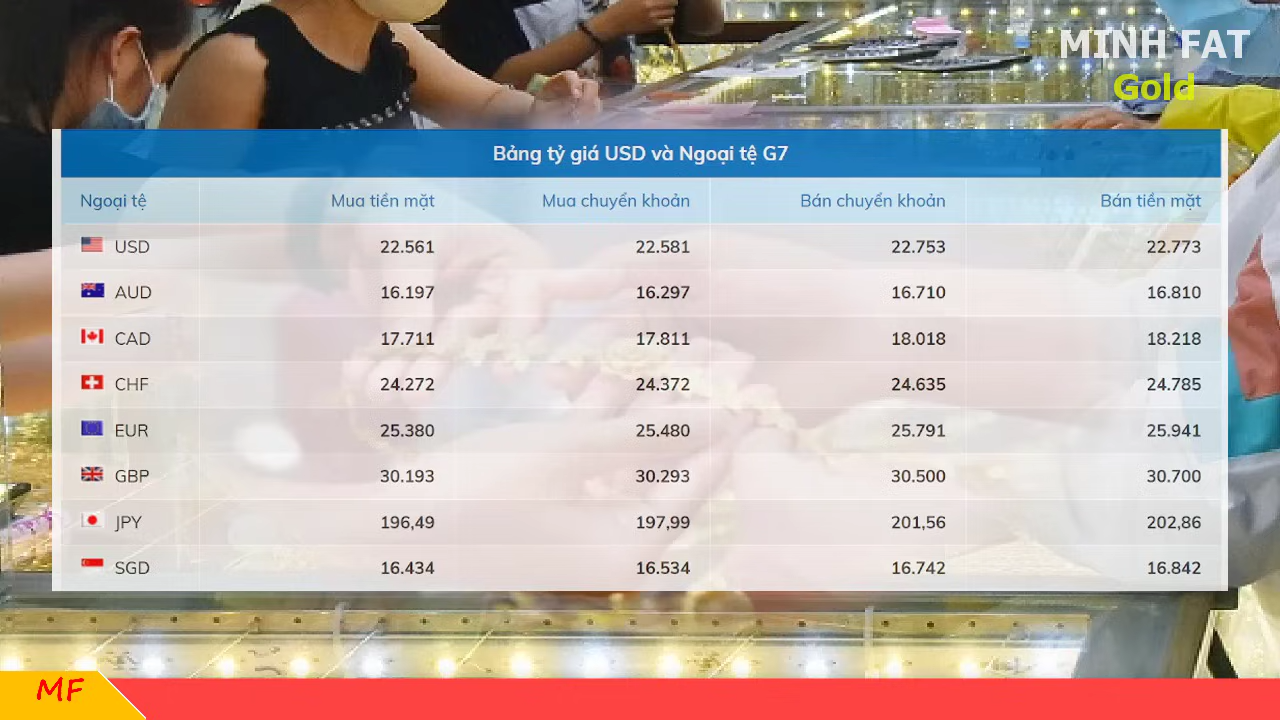 MINH FAT
Gold
Bảng tỷ giá USD và Ngoại tệ G7
Ngoại tệ Mua tiền mặt Mua chuyển khoản Bán chuyển khoản Bán tiền mặt
USD 22.561 22.581 22.753 22.773
AUD 16.197 16.297 16.710 16.810
CAD 17.711 17.811 18.018 18.218
CHF 24.272 24.372 24.635 24.785
EUR 25.380 25.480 25.791 25.941
GBP 30.193 30.293 30.500 30.700
JPY 196,49 197,99 201,56 202,86
SGD 16.434 16.534 16.742 16.842
MF